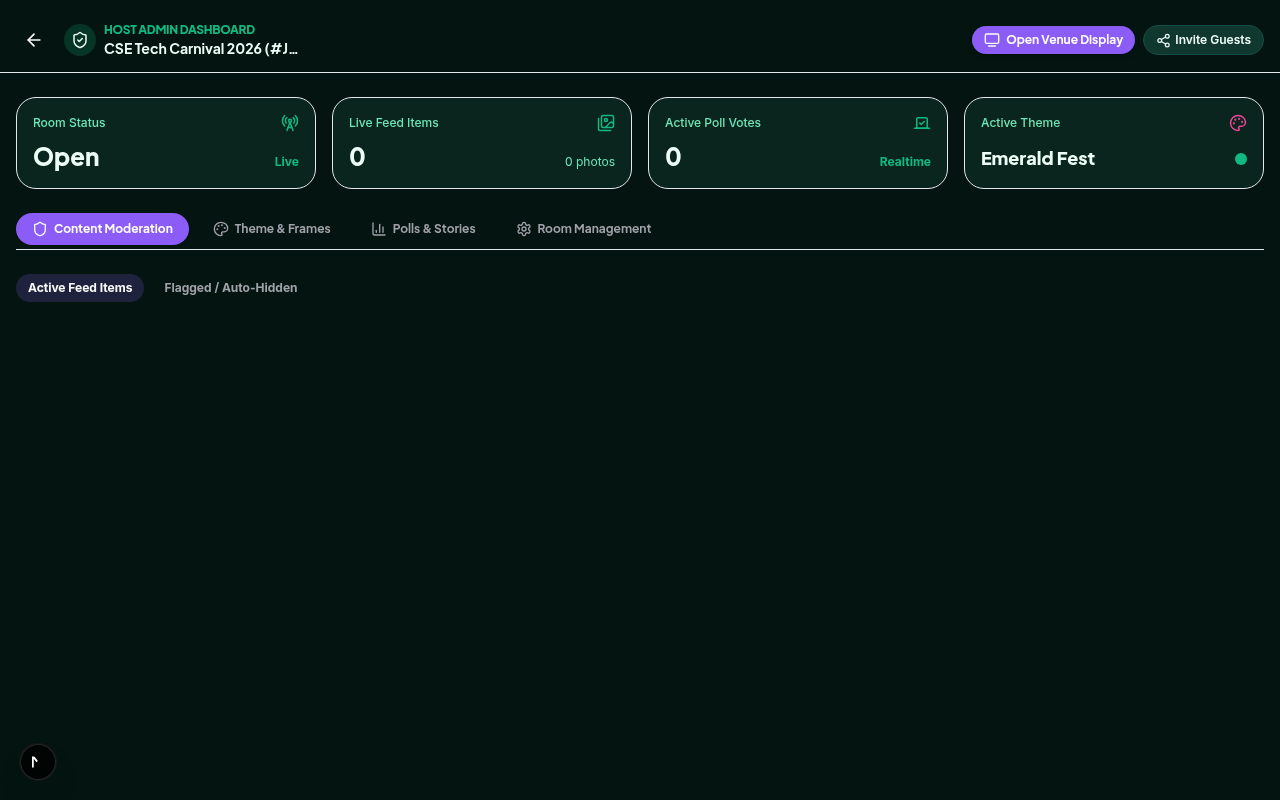 HOST ADMIN DASHBOARD
CSE Tech Carnival 2026 (#J...
Open Venue Display
Invite Guests
Room Status
Open
Live
Live Feed Items
0
0 photos
Active Poll Votes
0
Realtime
Active Theme
Emerald Fest
Content Moderation
Theme & Frames
Polls & Stories
Room Management
Active Feed Items
Flagged / Auto-Hidden